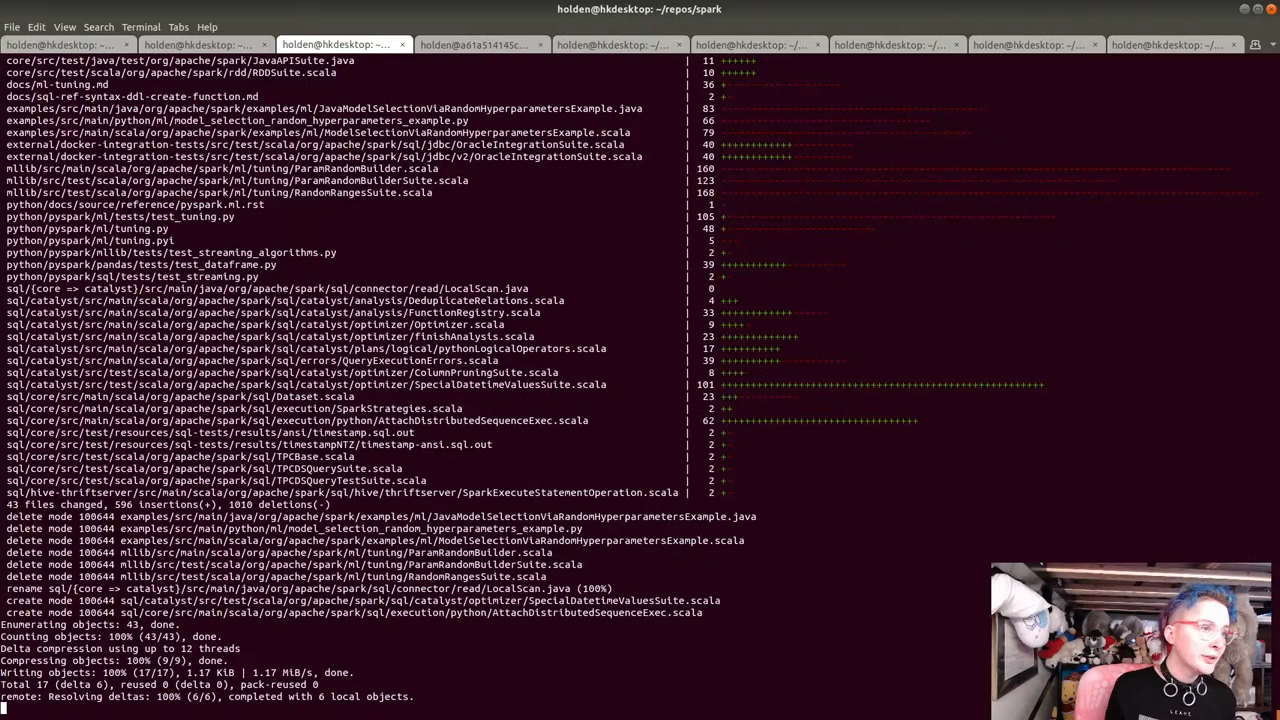 holden@hkdesktop: ~/repos/spark
File Edit View Search Terminal Tabs Help
holden@hkdesktop: ~... × holden@hkdesktop: ~... × holden@hkdesktop: ~... × holden@a61a514145c... × holden@hkdesktop: ~/... × holden@hkdesktop: ~/... × holden@hkdesktop: ~/... × holden@hkdesktop: ~/... × holden@hkdesktop: ~/... ×
core/src/test/java/test/org/apache/spark/JavaAPISuite.java | 11 ++++++
core/src/test/scala/org/apache/spark/rdd/RDDSuite.scala | 10 ++++++
docs/ml-tuning.md | 36
docs/sql-ref-syntax-ddl-create-function.md | 2 +-
examples/src/main/java/org/apache/spark/examples/ml/JavaModelSelectionViaRandomHyperparametersExample.java | 83
examples/src/main/python/ml/model_selection_random_hyperparameters_example.py | 66
examples/src/main/scala/org/apache/spark/examples/ml/ModelSelectionViaRandomHyperparametersExample.scala | 79
external/docker-integration-tests/src/test/scala/org/apache/spark/sql/jdbc/OracleIntegrationSuite.scala | 40
external/docker-integration-tests/src/test/scala/org/apache/spark/sql/jdbc/v2/OracleIntegrationSuite.scala | 40
mllib/src/main/scala/org/apache/spark/ml/tuning/ParamRandomBuilder.scala | 160
mllib/src/test/scala/org/apache/spark/ml/tuning/ParamRandomBuilderSuite.scala | 123
mllib/src/test/scala/org/apache/spark/ml/tuning/RandomRangesSuite.scala | 168
python/docs/source/reference/pyspark.ml.rst | 1 -
python/pyspark/ml/tests/test_tuning.py | 105
python/pyspark/ml/tuning.py | 48
python/pyspark/ml/tuning.pyi | 5
python/pyspark/mllib/tests/test_streaming_algorithms.py | 2 +-
python/pyspark/pandas/tests/test_dataframe.py | 39
python/pyspark/sql/tests/test_streaming.py | 2 +-
sql/{core => catalyst}/src/main/java/org/apache/spark/sql/connector/read/LocalScan.java | 0
sql/catalyst/src/main/scala/org/apache/spark/sql/catalyst/analysis/DeduplicateRelations.scala | 4 +++
sql/catalyst/src/main/scala/org/apache/spark/sql/catalyst/analysis/FunctionRegistry.scala | 33
sql/catalyst/src/main/scala/org/apache/spark/sql/catalyst/optimizer/Optimizer.scala | 9
sql/catalyst/src/main/scala/org/apache/spark/sql/catalyst/optimizer/finishAnalysis.scala | 23
sql/catalyst/src/main/scala/org/apache/spark/sql/catalyst/plans/logical/pythonLogicalOperators.scala | 17
sql/catalyst/src/main/scala/org/apache/spark/sql/errors/QueryExecutionErrors.scala | 39
sql/catalyst/src/test/scala/org/apache/spark/sql/catalyst/optimizer/ColumnPruningSuite.scala | 8
sql/catalyst/src/test/scala/org/apache/spark/sql/catalyst/optimizer/SpecialDatetimeValuesSuite.scala | 101
sql/core/src/main/scala/org/apache/spark/sql/Dataset.scala | 23
sql/core/src/main/scala/org/apache/spark/sql/execution/SparkStrategies.scala | 2 ++
sql/core/src/main/scala/org/apache/spark/sql/execution/python/AttachDistributedSequenceExec.scala | 62
sql/core/src/test/resources/sql-tests/results/ansi/timestamp.sql.out | 2 +-
sql/core/src/test/resources/sql-tests/results/timestampNTZ/timestamp-ansi.sql.out | 2 +-
sql/core/src/test/scala/org/apache/spark/sql/TPCBase.scala | 2 +-
sql/core/src/test/scala/org/apache/spark/sql/TPCDSQuerySuite.scala | 2 +-
sql/core/src/test/scala/org/apache/spark/sql/TPCDSQueryTestSuite.scala | 2 +-
sql/hive-thriftserver/src/main/scala/org/apache/spark/sql/hive/thriftserver/SparkExecuteStatementOperation.scala | 2 +-
43 files changed, 596 insertions(+), 1010 deletions(-)
delete mode 100644 examples/src/main/java/org/apache/spark/examples/ml/JavaModelSelectionViaRandomHyperparametersExample.java
delete mode 100644 examples/src/main/python/ml/model_selection_random_hyperparameters_example.py
delete mode 100644 examples/src/main/scala/org/apache/spark/examples/ml/ModelSelectionViaRandomHyperparametersExample.scala
delete mode 100644 mllib/src/main/scala/org/apache/spark/ml/tuning/ParamRandomBuilder.scala
delete mode 100644 mllib/src/test/scala/org/apache/spark/ml/tuning/ParamRandomBuilderSuite.scala
delete mode 100644 mllib/src/test/scala/org/apache/spark/ml/tuning/RandomRangesSuite.scala
rename sql/{core => catalyst}/src/main/java/org/apache/spark/sql/connector/read/LocalScan.java (100%)
create mode 100644 sql/catalyst/src/test/scala/org/apache/spark/sql/catalyst/optimizer/SpecialDatetimeValuesSuite.scala
create mode 100644 sql/core/src/main/scala/org/apache/spark/sql/execution/python/AttachDistributedSequenceExec.scala
Enumerating objects: 43, done.
Counting objects: 100% (43/43), done.
Delta compression using up to 12 threads
Compressing objects: 100% (9/9), done.
Writing objects: 100% (17/17), 1.17 KiB | 1.17 MiB/s, done.
Total 17 (delta 6), reused 0 (delta 0), pack-reused 0
remote: Resolving deltas: 100% (6/6), completed with 6 local objects.
LEAVE